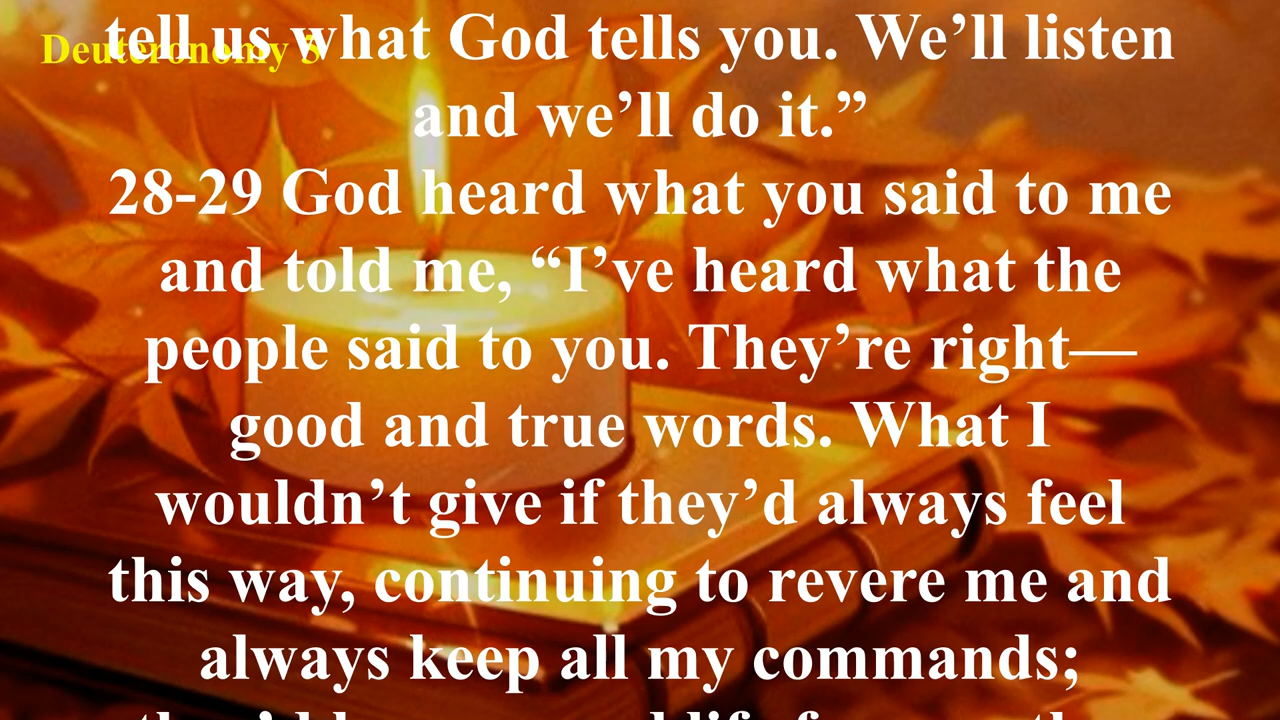 Deuteronomy 5
tell us what God tells you. We’ll listen
and we’ll do it.”
28-29 God heard what you said to me
and told me, “I’ve heard what the
people said to you. They’re right—
good and true words. What I
wouldn’t give if they’d always feel
this way, continuing to revere me and
always keep all my commands;